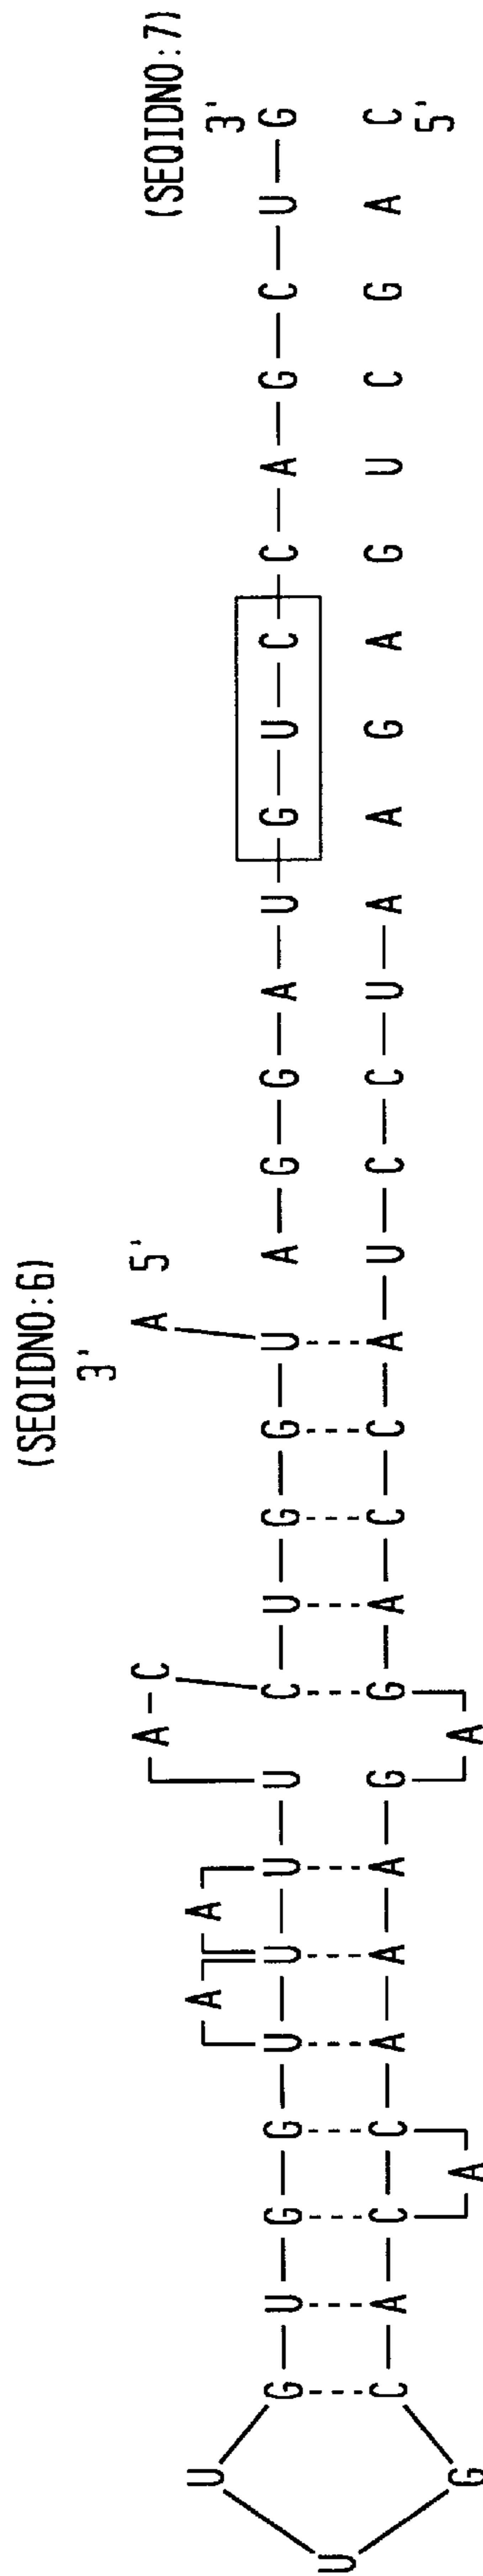 (SEQIDNO:6)
3'
(SEQIDNO:7)
3'
A 5'
A - C
A A
U G - U - G - G - U - U - U - U C - U - G - G - U A - G - G - A - U - G - U - C - C - A - G - C - U - G
U
G C - A - C - C - A - A - A - G G - A - C - C - A - U - C - C - U - A A G A G U C G A C
5'
A A